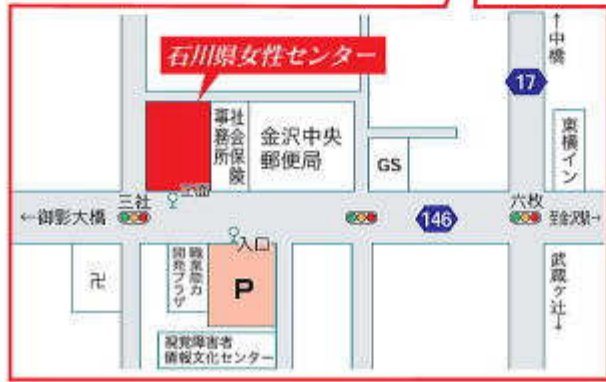 石川県女性センター
↑中橋
17
社会保険
事務所
金沢中央
郵便局
GS
東横イン
三社
六枚
←御影大橋
146
至金沢駅→
入口
卍
職業能力
開発プラザ
P
武蔵ヶ辻→
視覚障害者
情報文化センター